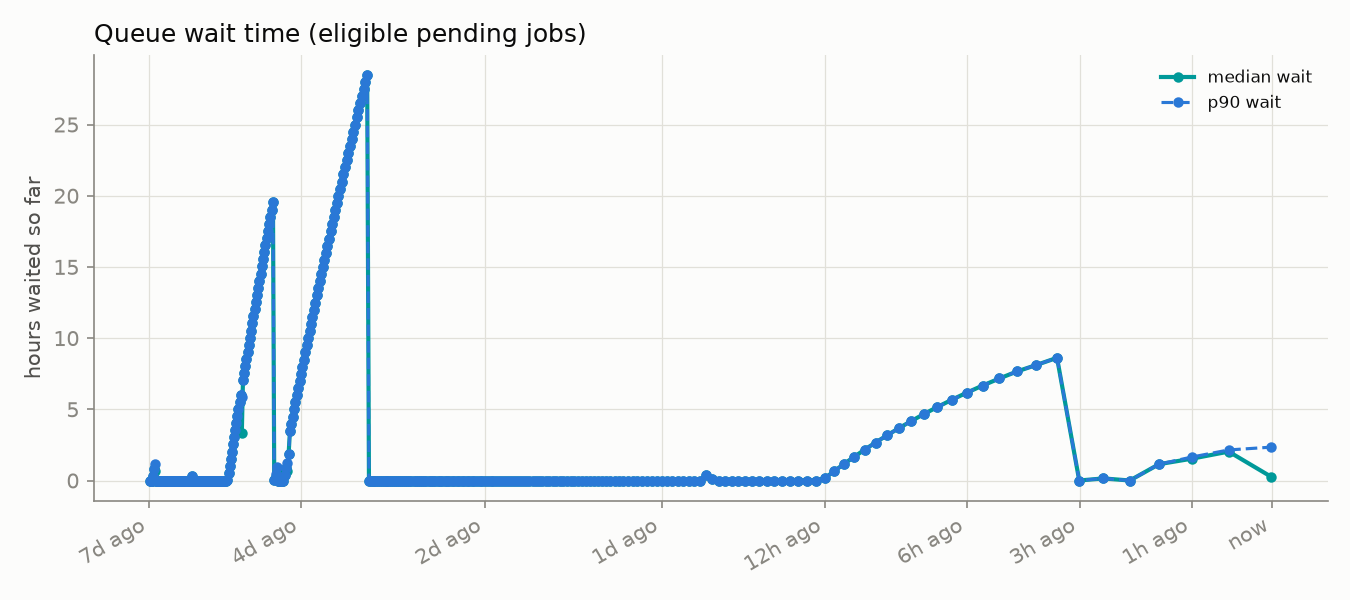 Queue wait time (eligible pending jobs)
median wait
p90 wait
hours waited so far
25
20
15
10
5
0
7d ago
4d ago
2d ago
1d ago
12h ago
6h ago
3h ago
1h ago
now